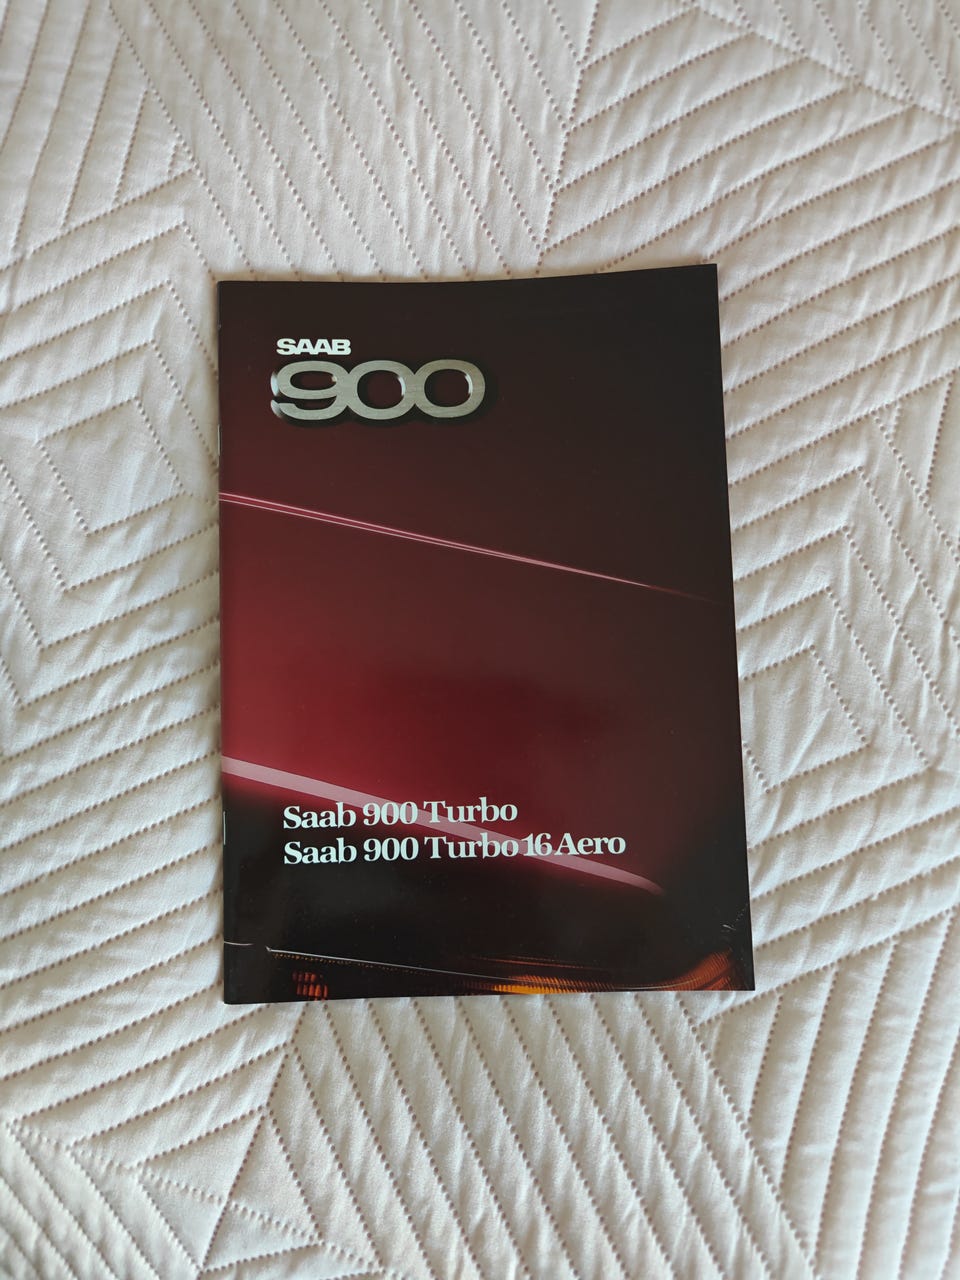 SAAB
900
Saab 900 Turbo
Saab 900 Turbo 16 Aero